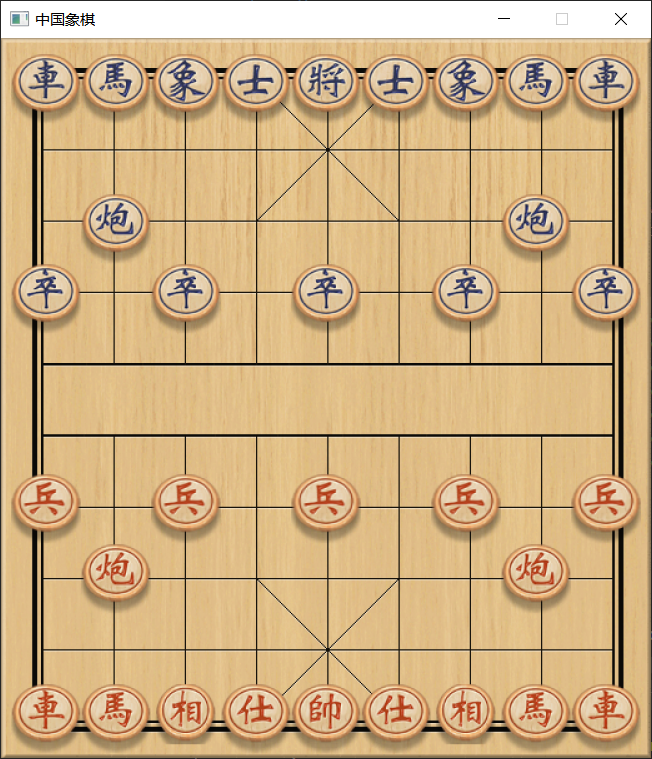 中国象棋
車馬象士將士象馬車
炮炮
卒卒卒卒卒
兵兵兵兵兵
炮炮
車馬相仕帥仕相馬車